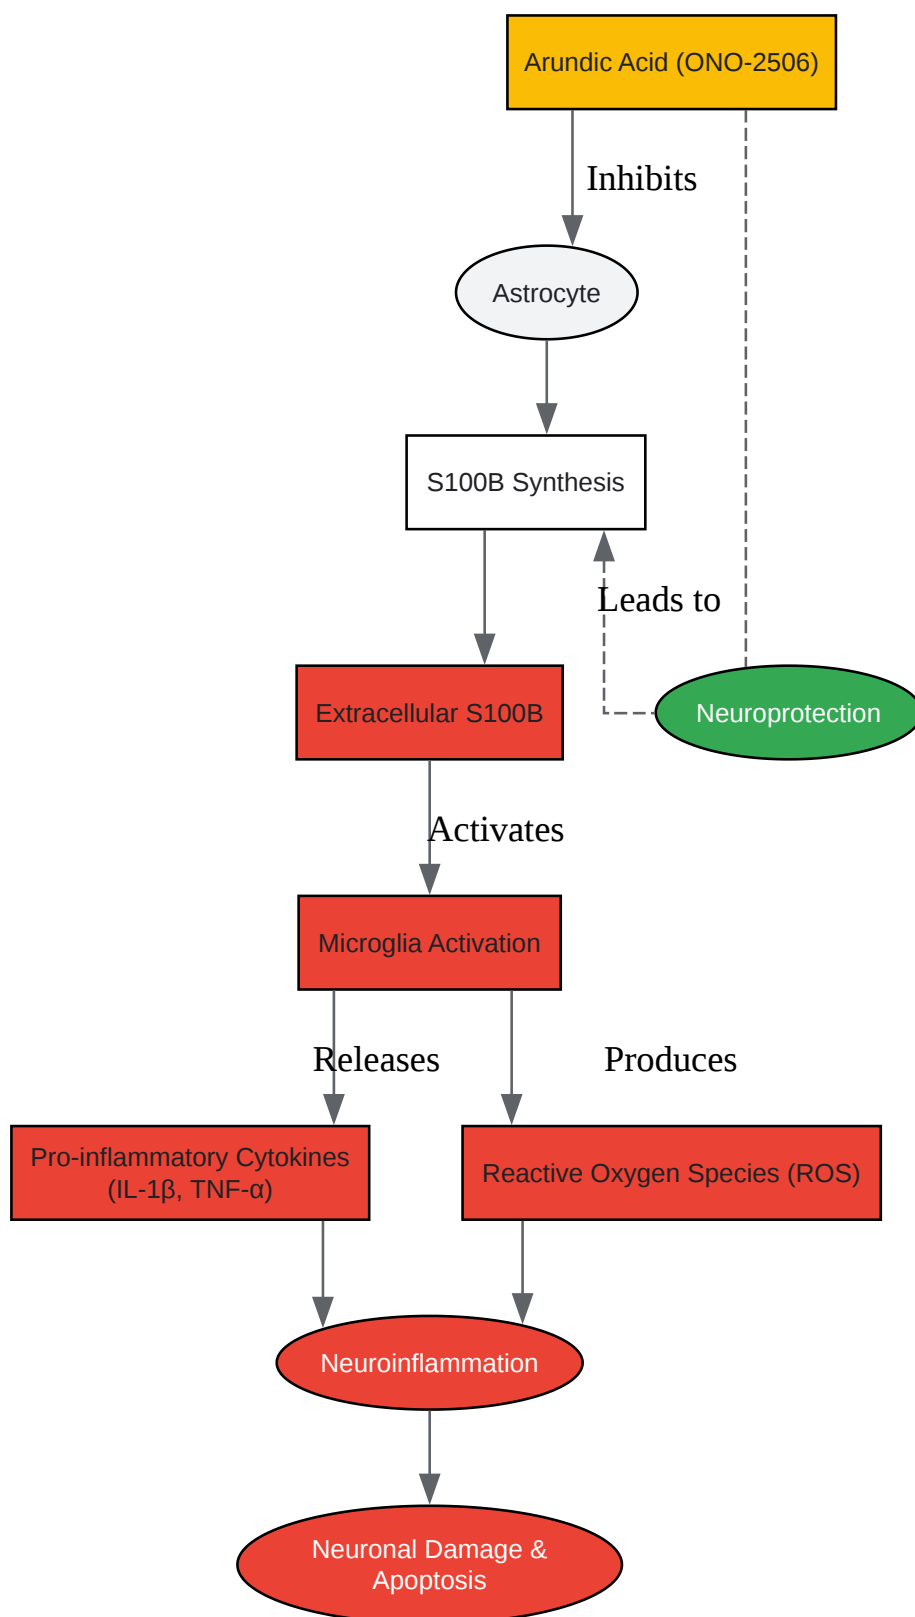 Arundic Acid (ONO-2506)
Inhibits
Astrocyte
S100B Synthesis
Leads to
Extracellular S100B
Neuroprotection
Activates
Microglia Activation
Releases
Produces
Pro-inflammatory Cytokines
(IL-1β, TNF-α)
Reactive Oxygen Species (ROS)
Neuroinflammation
Neuronal Damage &
Apoptosis